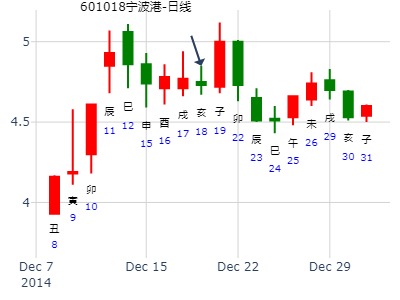 601018宁波港-日线
5
4.5
4
丑
8
寅
9
卯
10
辰
11
巳
12
申
15
酉
16
戌
17
亥
18
子
19
卯
22
辰
23
巳
24
午
25
未
26
戌
29
亥
30
子
31
Dec 7
2014
Dec 15
Dec 22
Dec 29